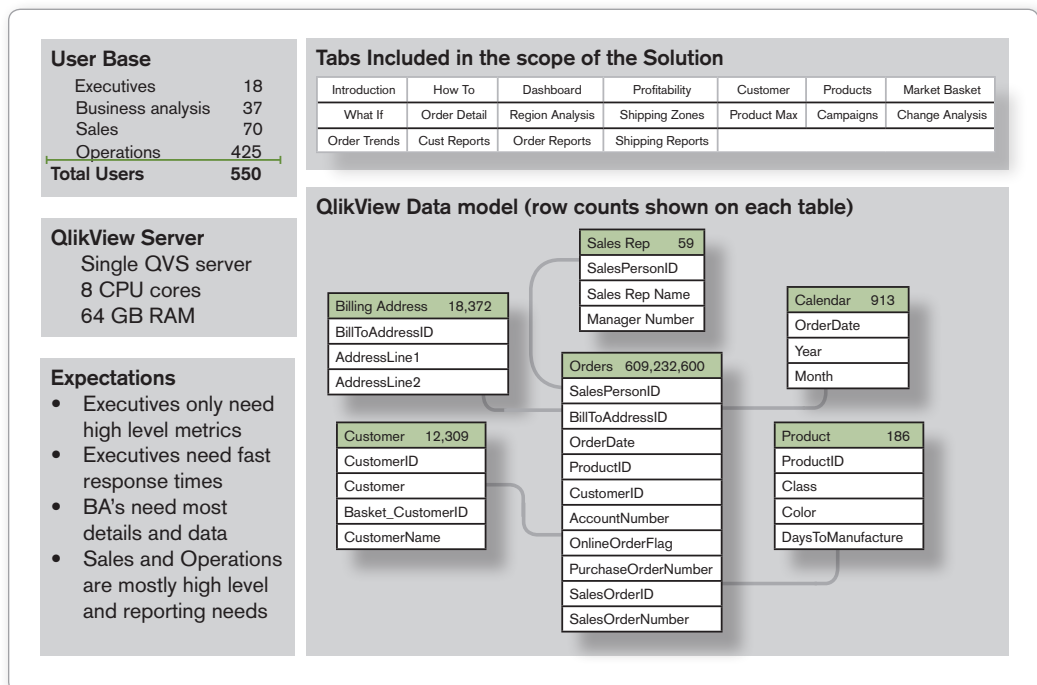 User Base
Executives 18
Business analysis 37
Sales 70
Operations 425
Total Users 550
QlikView Server
Single QVS server
8 CPU cores
64 GB RAM
Expectations
• Executives only need
high level metrics
• Executives need fast
response times
• BA's need most
details and data
• Sales and Operations
are mostly high level
and reporting needs
Tabs Included in the scope of the Solution
Introduction How To Dashboard Profitability Customer Products Market Basket
What If Order Detail Region Analysis Shipping Zones Product Max Campaigns Change Analysis
Order Trends Cust Reports Order Reports Shipping Reports
QlikView Data model (row counts shown on each table)
Sales Rep 59
SalesPersonID
Sales Rep Name
Manager Number
Billing Address 18,372
BillToAddressID
AddressLine1
AddressLine2
Calendar 913
OrderDate
Year
Month
Orders 609,232,600
SalesPersonID
BillToAddressID
OrderDate
ProductID
CustomerID
AccountNumber
OnlineOrderFlag
PurchaseOrderNumber
SalesOrderID
SalesOrderNumber
Customer 12,309
CustomerID
Customer
Basket_CustomerID
CustomerName
Product 186
ProductID
Class
Color
DaysToManufacture